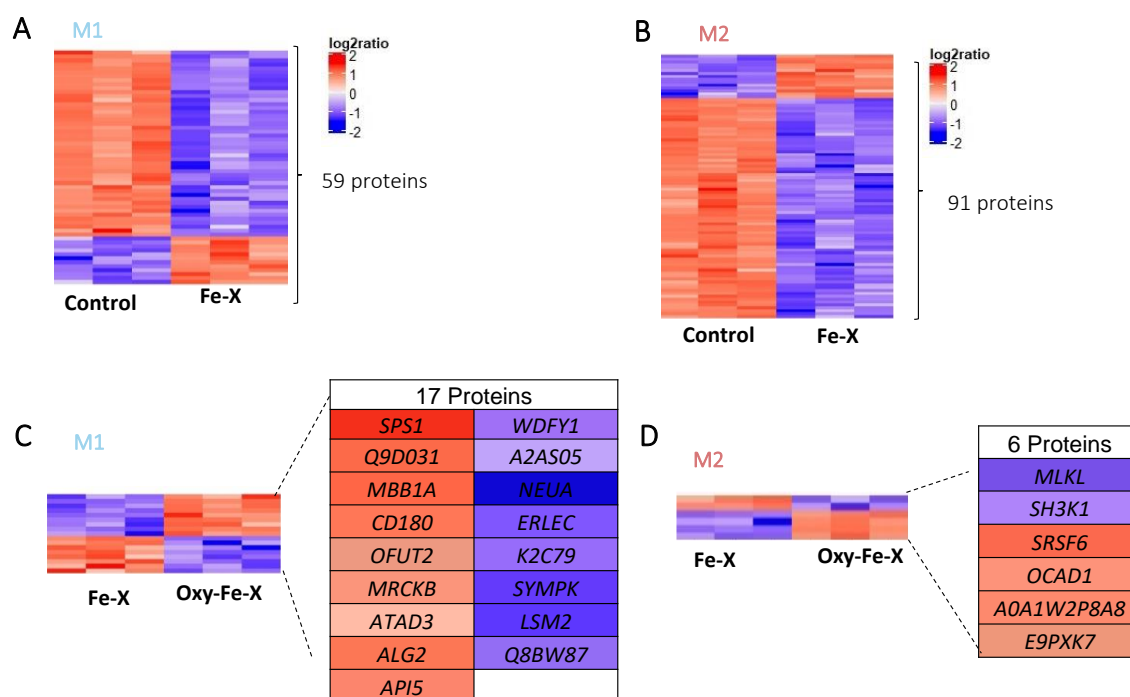 A
M1
log2ratio
2
1
0
-1
-2
59 proteins
Control
Fe-X
B
M2
log2ratio
2
1
0
-1
-2
91 proteins
Control
Fe-X
C
M1
Fe-X
Oxy-Fe-X
17 Proteins
SPS1 WDFY1
Q9D031 A2AS05
MBB1A NEUA
CD180 ERLEC
OFUT2 K2C79
MRCKB SYMPK
ATAD3 LSM2
ALG2 Q8BW87
API5
D
M2
Fe-X
Oxy-Fe-X
6 Proteins
MLKL
SH3K1
SRSF6
OCAD1
A0A1W2P8A8
E9PXK7